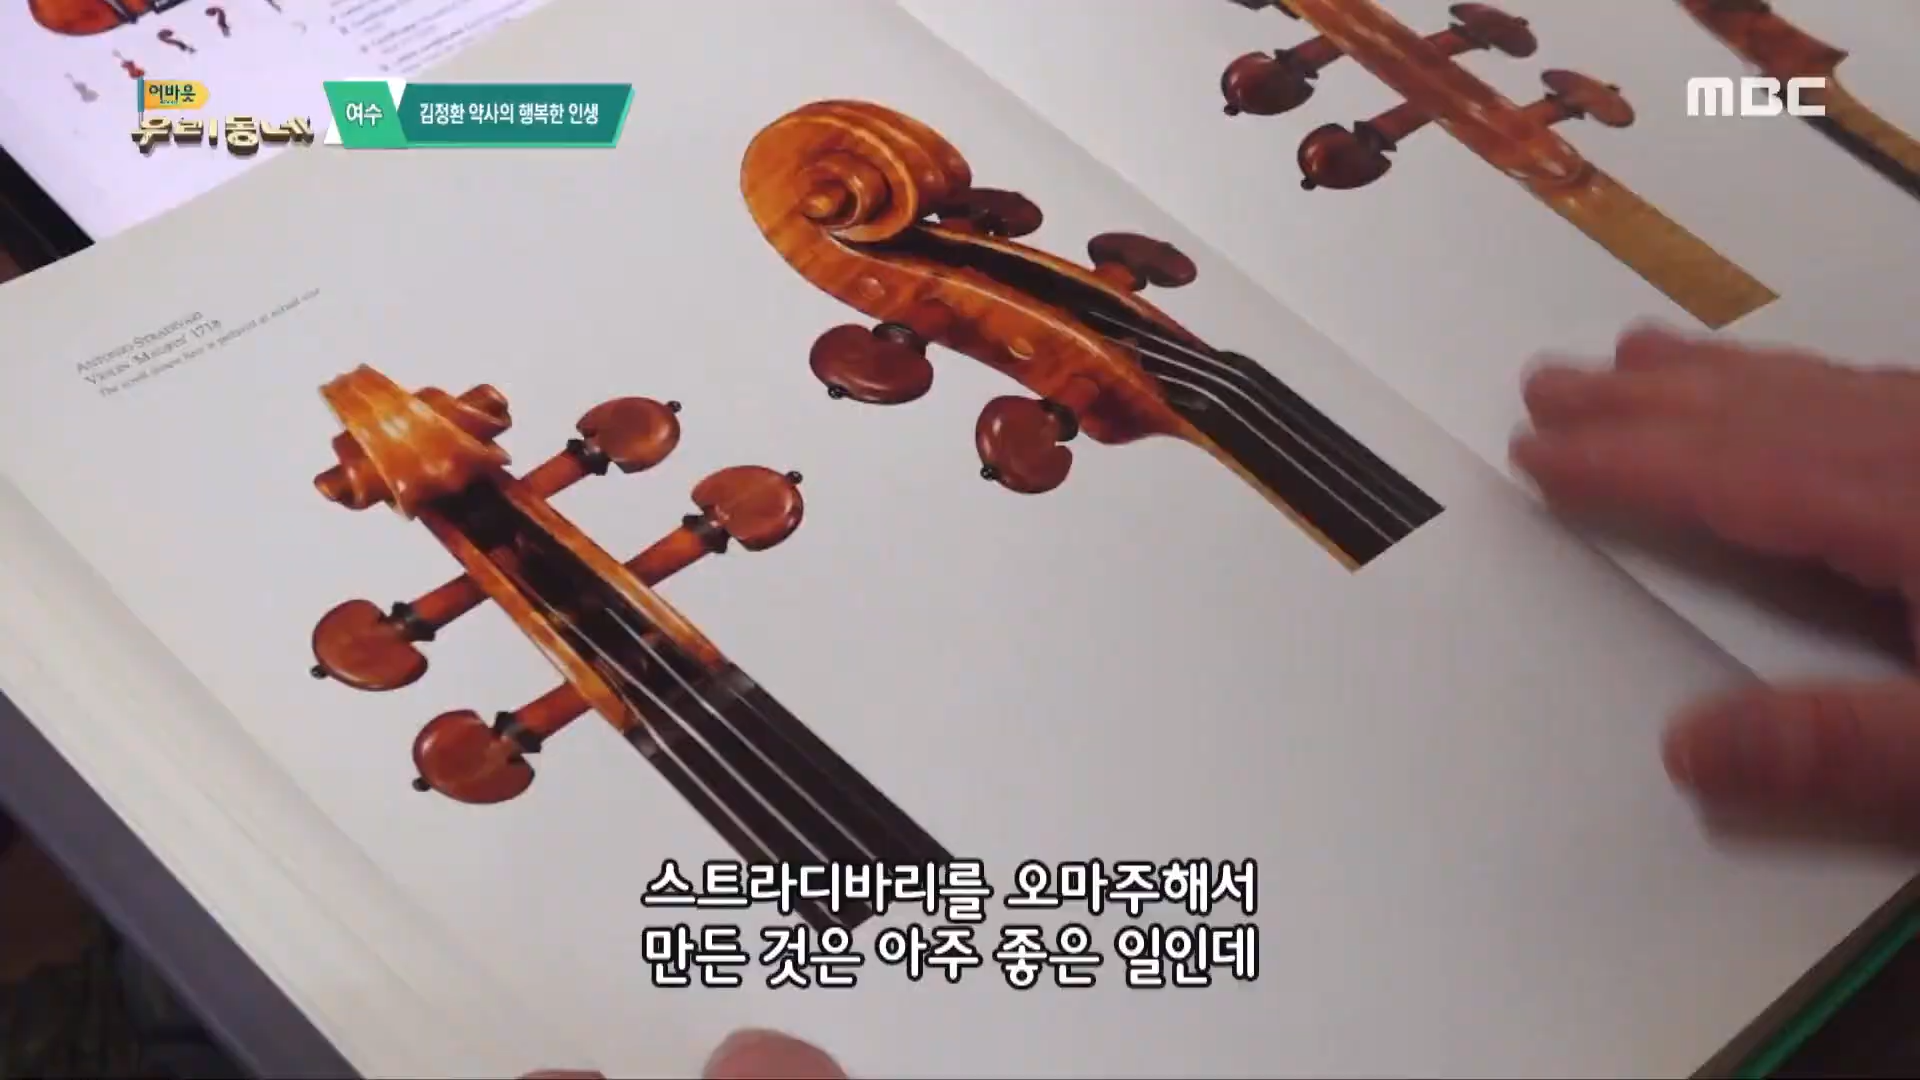 어바웃
우리동네
여수
김정환 약사의 행복한 인생
MBC
ANTONIO STRADIVARI
VIOLIN 1718
스트라디바리를 오마주해서
만든 것은 아주 좋은 일인데